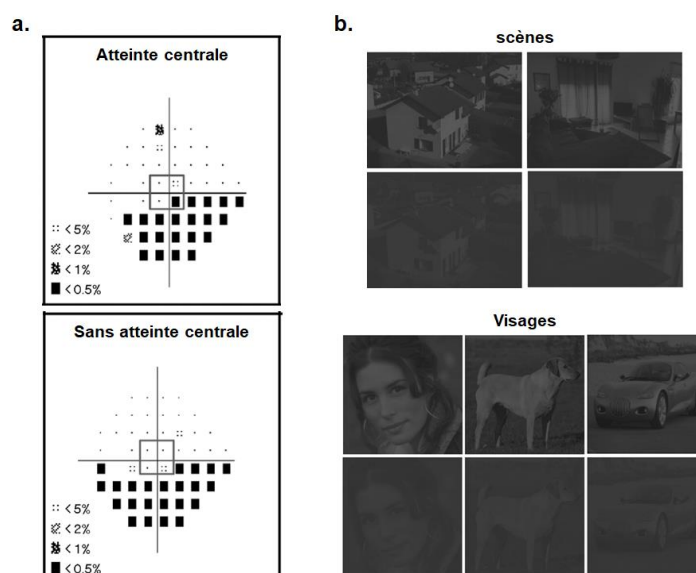 a.
Atteinte centrale
<5%
<2%
<1%
<0.5%
Sans atteinte centrale
<5%
<2%
<1%
<0.5%
b.
scènes
Visages